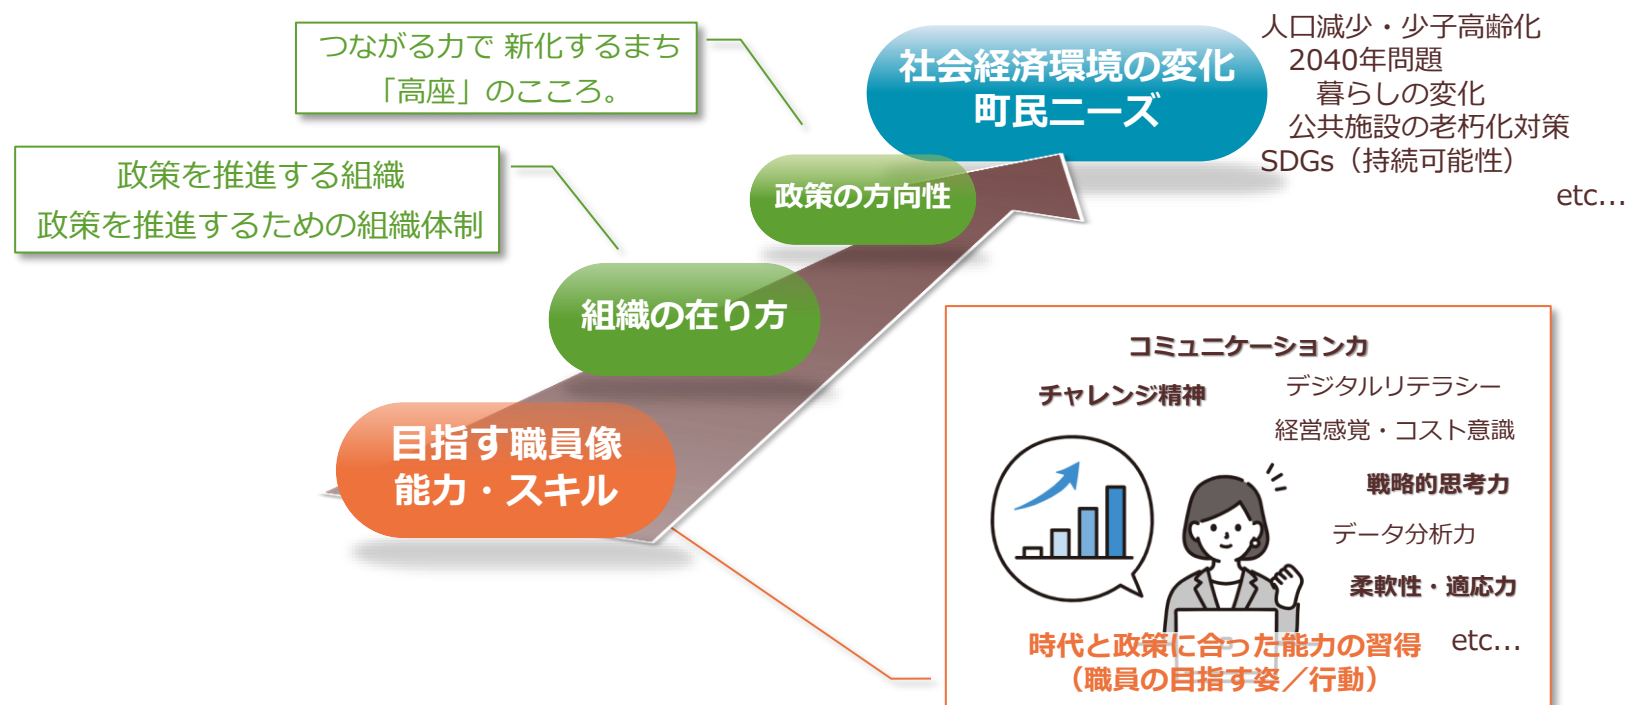 つながる力で 新化するまち
「高座」のこころ。
社会経済環境の変化
町民ニーズ
人口減少・少子高齢化
2040年問題
暮らしの変化
公共施設の老朽化対策
SDGs（持続可能性）
etc…
政策を推進する組織
政策を推進するための組織体制
政策の方向性
組織の在り方
目指す職員像
能力・スキル
コミュニケーション力
チャレンジ精神
デジタルリテラシー
経営感覚・コスト意識
戦略的思考力
データ分析力
柔軟性・適応力
etc…
時代と政策に合った能力の習得
（職員の目指す姿／行動）